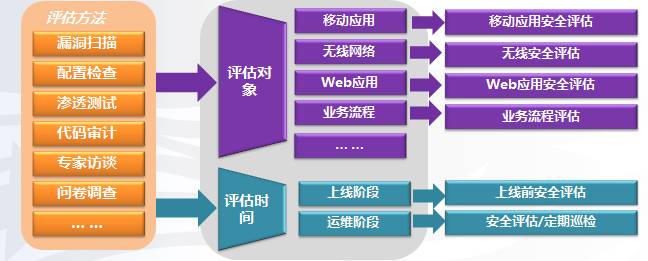 评估方法
漏洞扫描
配置检查
渗透测试
代码审计
专家访谈
问卷调查
... ...
评估对
象
移动应用
无线网络
Web应用
业务流程
... ...
移动应用安全评估
无线安全评估
Web应用安全评估
业务流程评估
评估时
间
上线阶段
运维阶段
上线前安全评估
安全评估/定期巡检